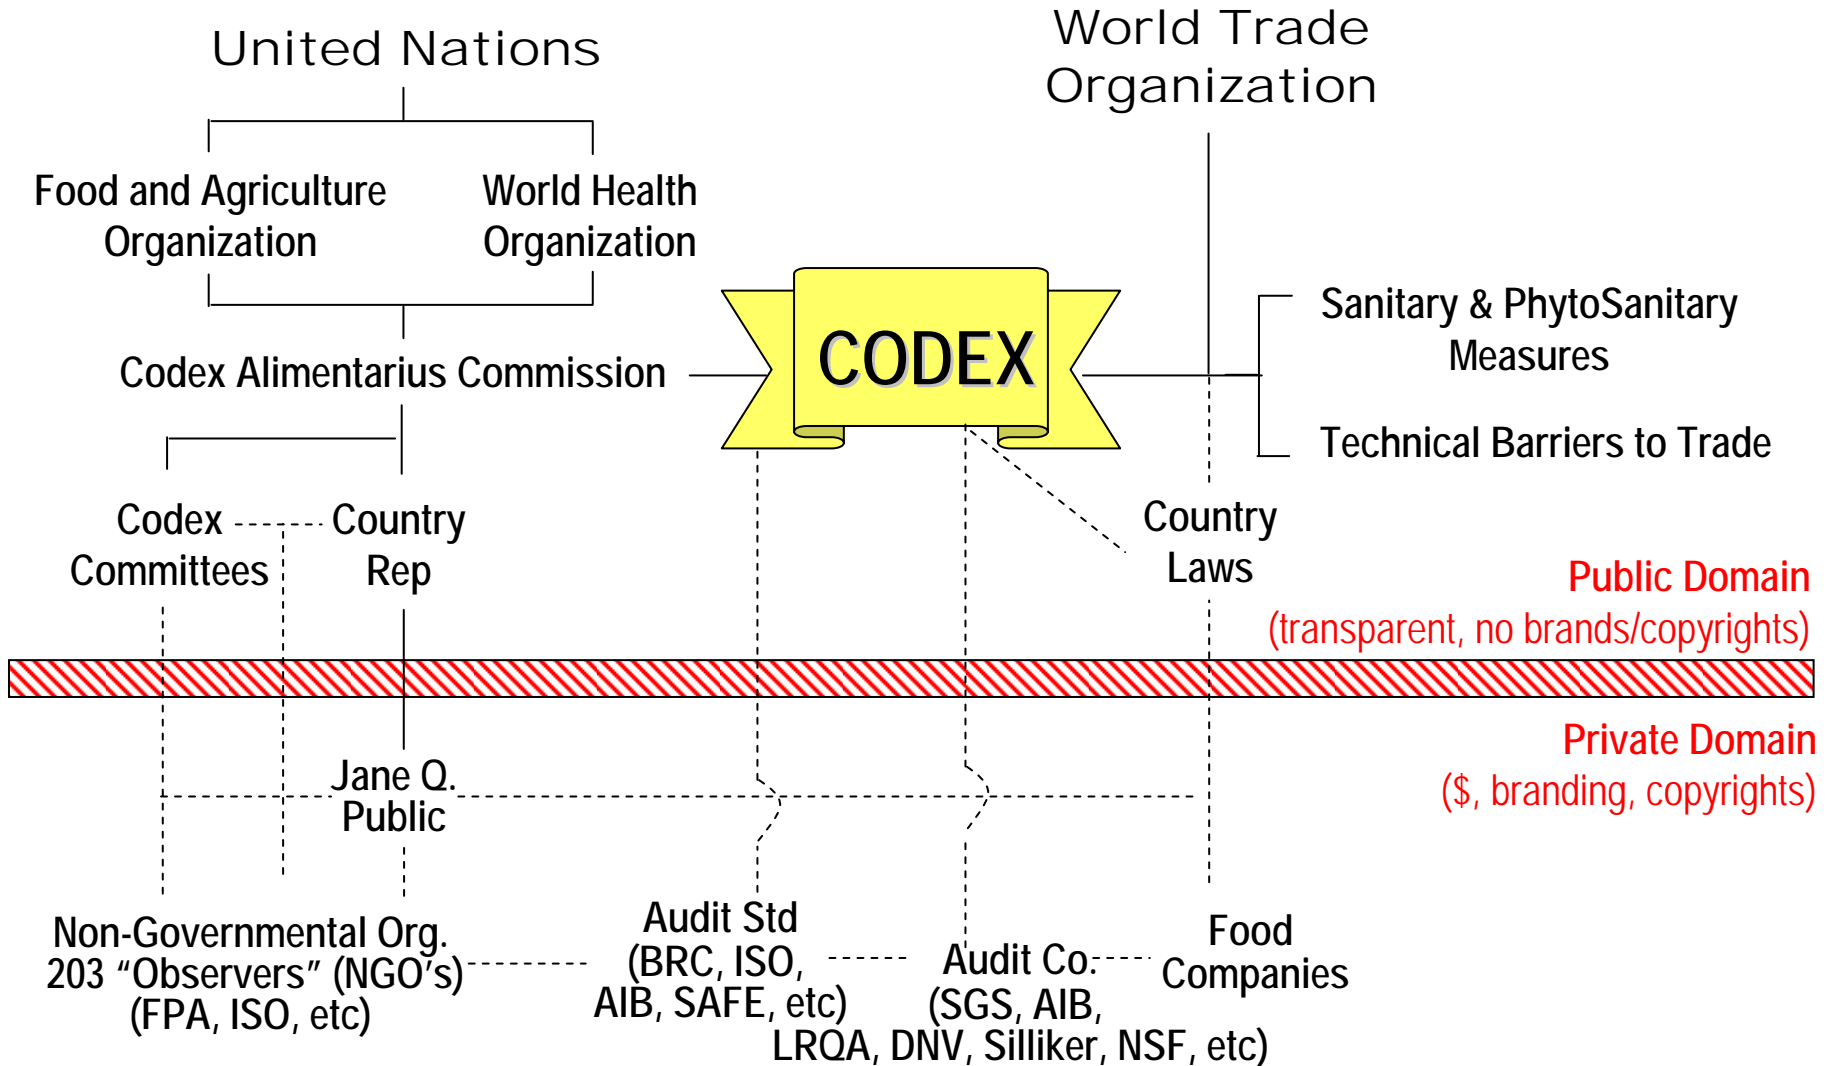 United Nations
World Trade
Organization
Food and Agriculture
Organization
World Health
Organization
CODEX
Sanitary & PhytoSanitary
Measures
Codex Alimentarius Commission
Technical Barriers to Trade
Codex
Committees
Country
Rep
Country
Laws
Public Domain
(transparent, no brands/copyrights)
Private Domain
($, branding, copyrights)
Jane Q.
Public
Non-Governmental Org.
203 “Observers” (NGO's)
(FPA, ISO, etc)
Audit Std
(BRC, ISO,
AIB, SAFE, etc)
Audit Co.
(SGS, AIB,
LRQA, DNV, Silliker, NSF, etc)
Food
Companies